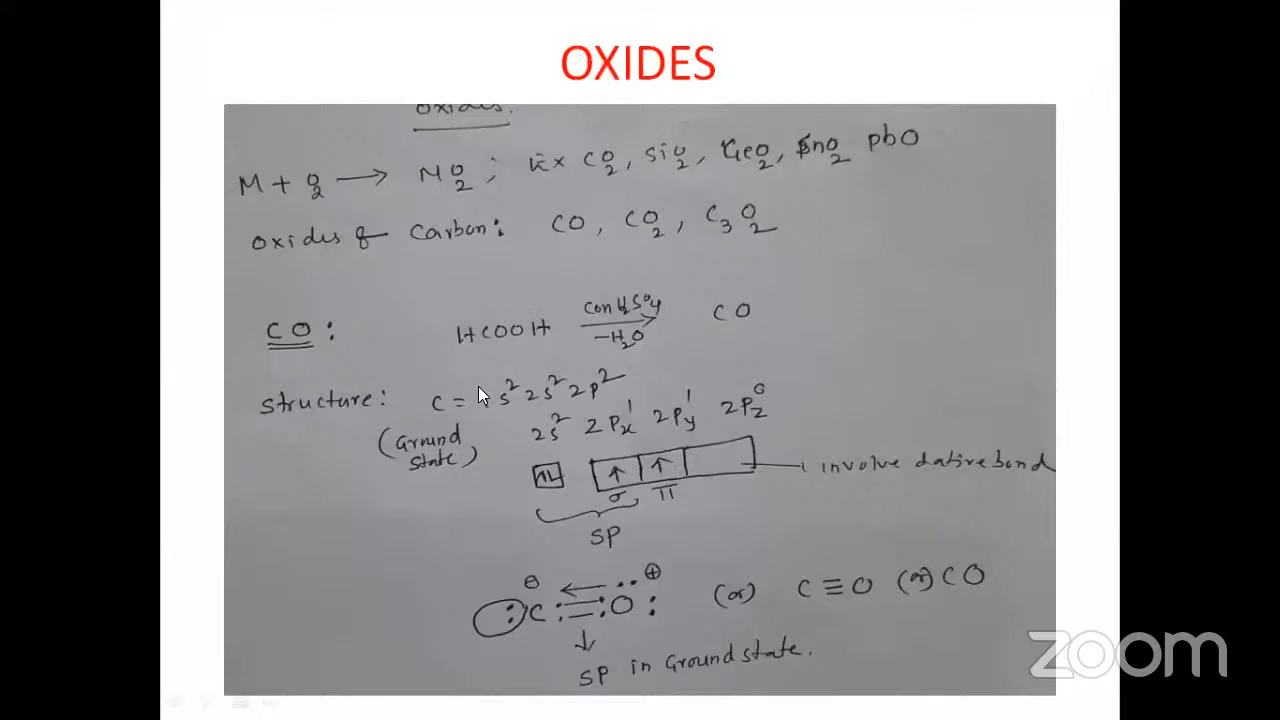 OXIDES
oxides.
M + O2 → MO2 ; Ex CO2, SiO2, GeO2, SnO2 PbO
oxides of Carbon: CO, CO2, C3O2
CO: HCOOH Con H2SO4 → -H2O CO
Structure: C = 1s2 2s2 2p2
(Ground state) 2s2 2Px1 2Py1 2Pz0
↑↓ ↑ ↑ involve dative bond
σ π
SP
⊖ ← ⊕
:C O: (or) C≡O (or) CO
↓
SP in Ground state.
zoom